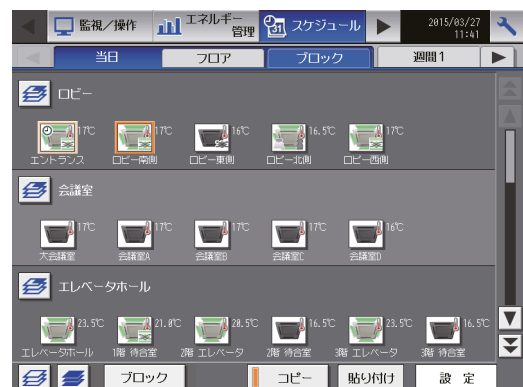 監視/操作
エネルギー
管理
31
スケジュール
2015/03/27
11:41
当日
フロア
ブロック
週間1
ロビー
17℃
17℃
16℃
16.5℃
17℃
エントランス
ロビー南側
ロビー東側
ロビー北側
ロビー西側
会議室
17℃
17℃
17℃
17℃
16℃
大会議室
会議室A
会議室B
会議室C
会議室D
エレベータホール
23.5℃
21.0℃
20.5℃
16.5℃
23.5℃
16.5℃
エレベータホール
1階 待合室
2階 エレベータ
2階 待合室
3階 エレベータ
3階 待合室
ブロック
コピー
貼り付け
設 定